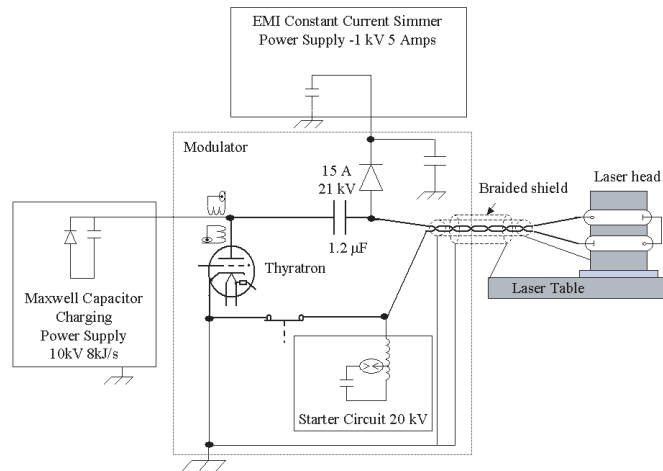 EMI Constant Current Simmer
Power Supply -1 kV 5 Amps
Modulator
15 A
21 kV
Braided shield
Laser head
1.2 μF
Thyratron
Laser Table
Maxwell Capacitor
Charging
Power Supply
10kV 8kJ/s
Starter Circuit 20 kV